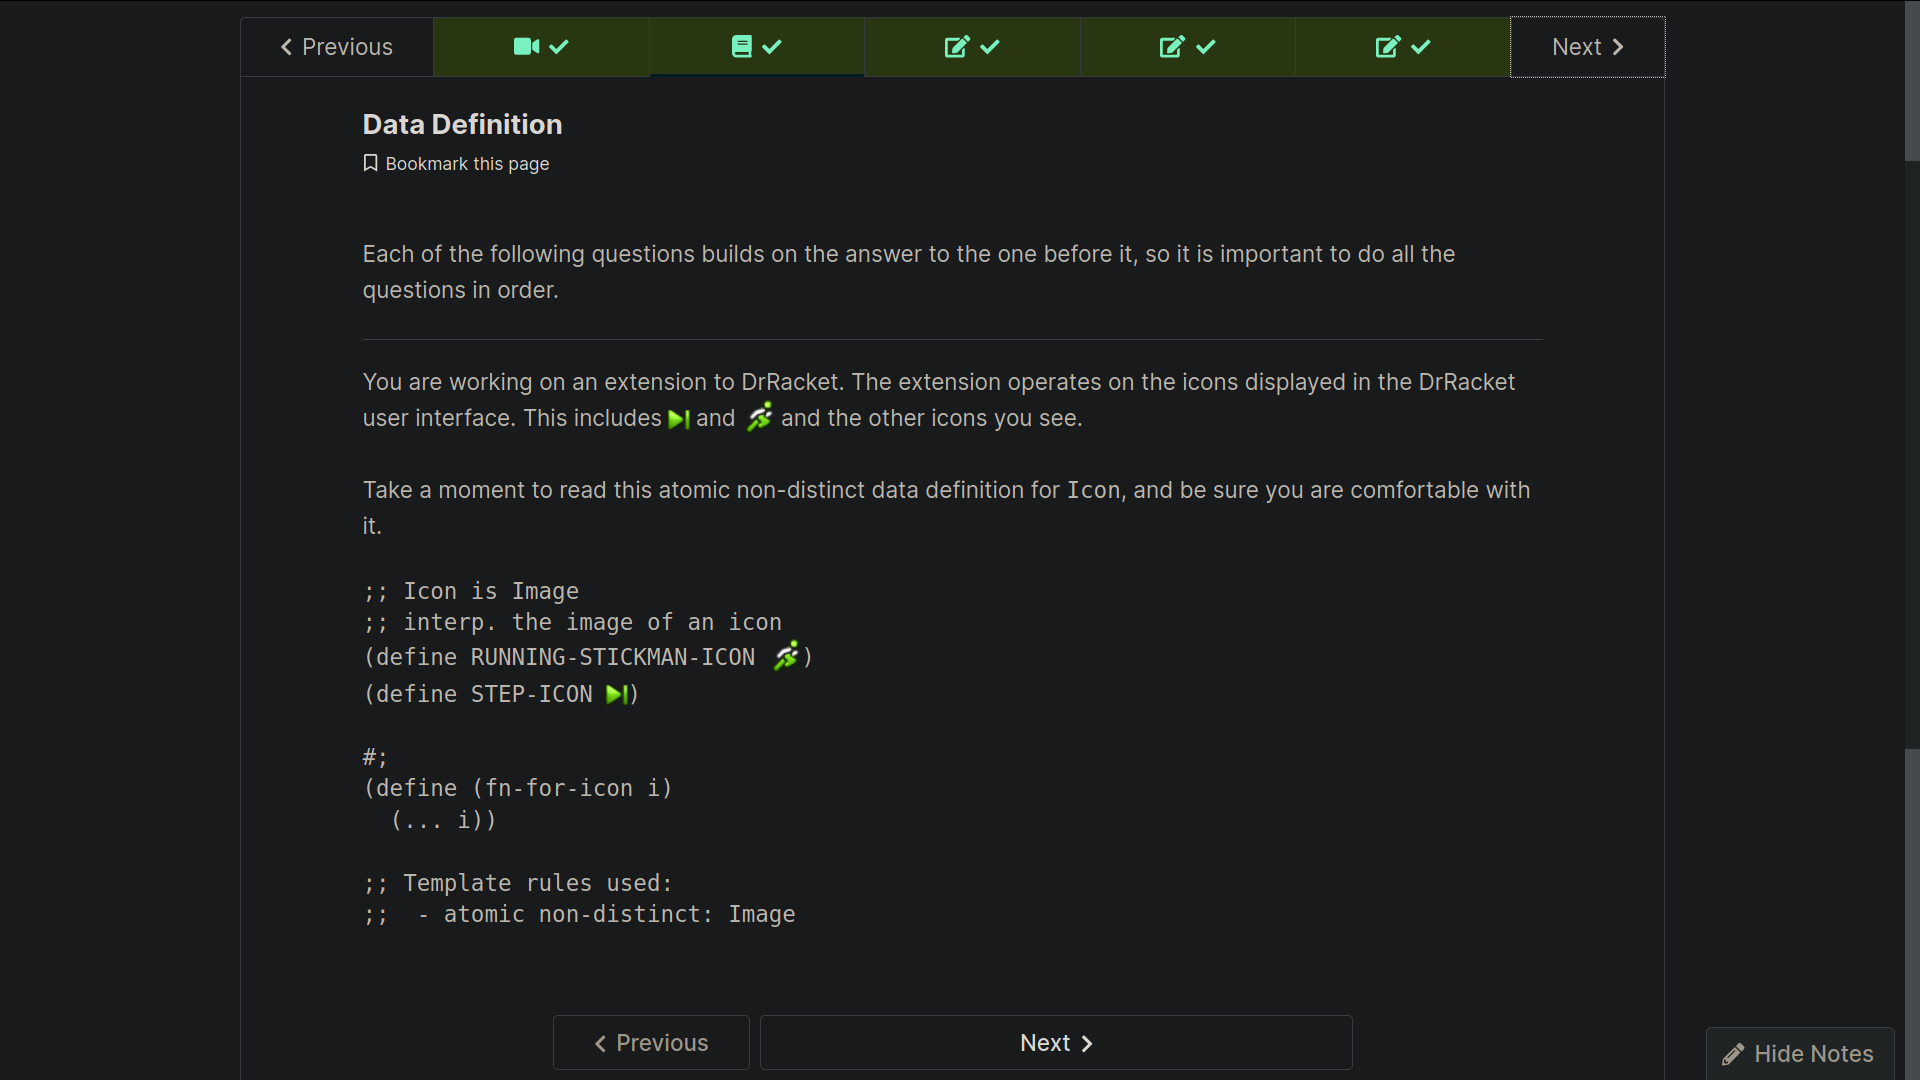 Previous
Next
Data Definition
Bookmark this page
Each of the following questions builds on the answer to the one before it, so it is important to do all the
questions in order.
You are working on an extension to DrRacket. The extension operates on the icons displayed in the DrRacket
user interface. This includes and and the other icons you see.
Take a moment to read this atomic non-distinct data definition for Icon, and be sure you are comfortable with
it.
;; Icon is Image
;; interp. the image of an icon
(define RUNNING-STICKMAN-ICON )
(define STEP-ICON )
#;
(define (fn-for-icon i)
  (... i))
;; Template rules used:
;;  - atomic non-distinct: Image
Previous
Next
Hide Notes